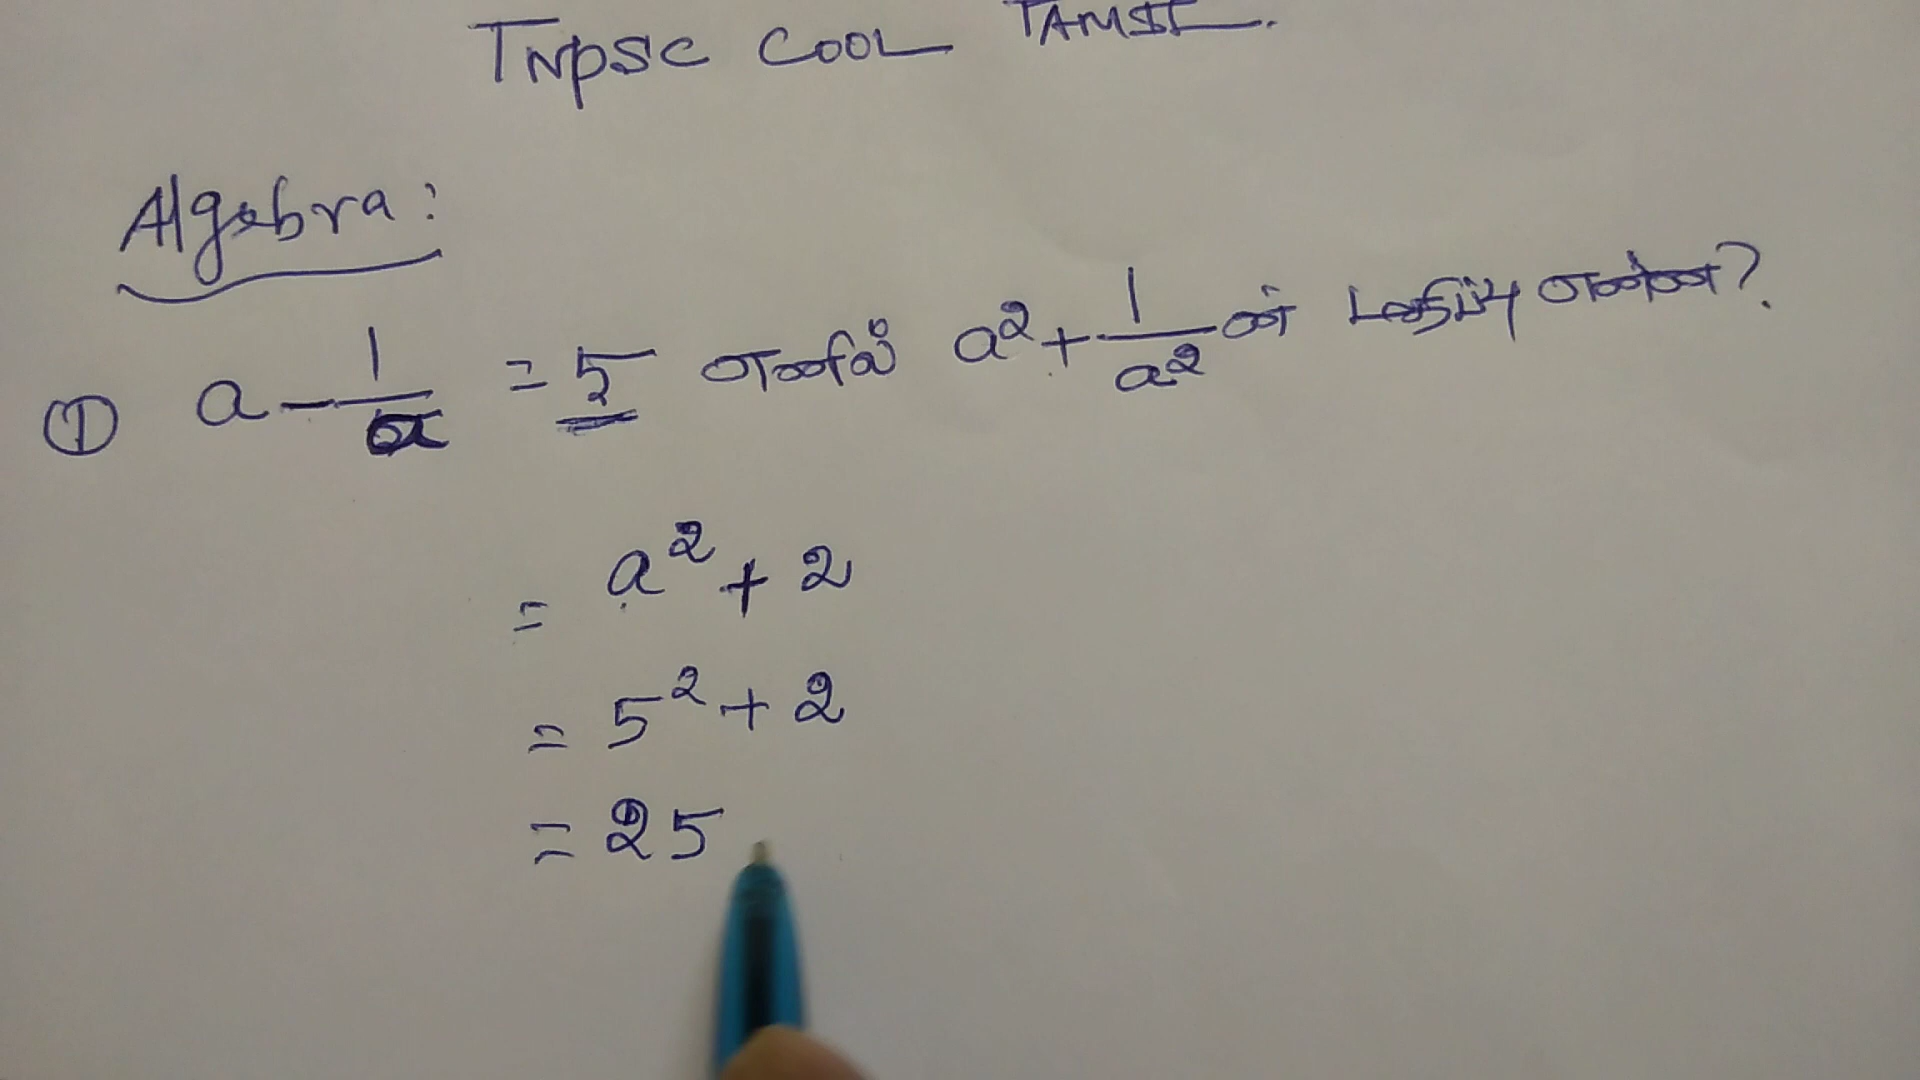 TNPSC COOL TAMIL.
Algebra:
① a - 1/a = 5 எனில் a² + 1/a² ன் மதிப்பு என்ன?
= a² + 2
= 5² + 2
= 25